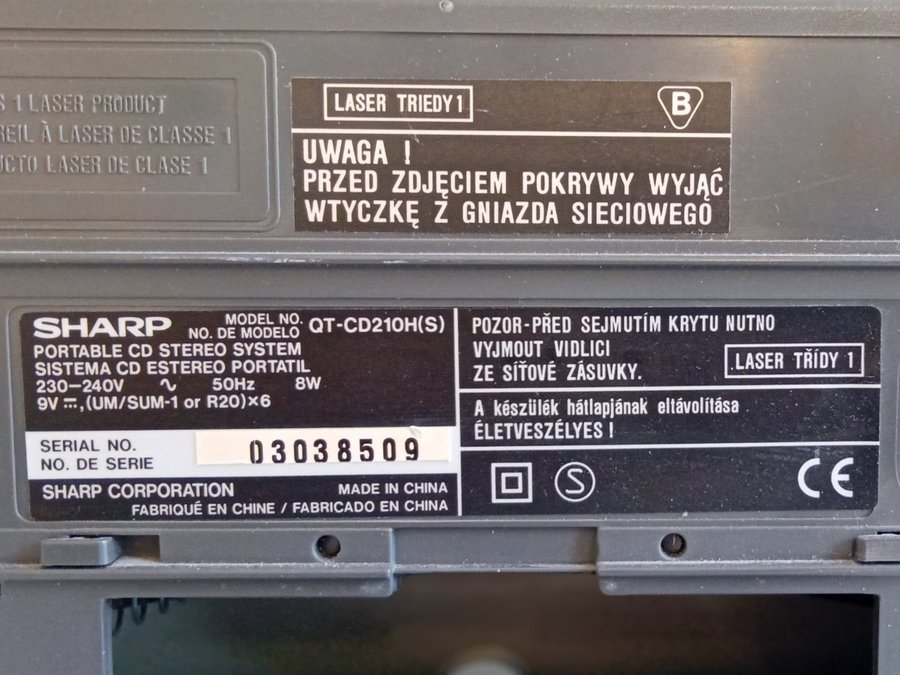 1 LASER PRODUCT
À LASER DE CLASSE 1
LASER DE CLASE 1
LASER TRIEDY 1
B
UWAGA !
PRZED ZDJĘCIEM POKRYWY WYJĄĆ
WTYCZKĘ Z GNIAZDA SIECIOWEGO
SHARP MODEL NO. QT-CD210H(S)
NO. DE MODELO
PORTABLE CD STEREO SYSTEM
SISTEMA CD ESTEREO PORTATIL
230-240V ∿ 50Hz 8W
9V ⎓,(UM/SUM-1 or R20)×6
SERIAL NO. 03038509
NO. DE SERIE
SHARP CORPORATION MADE IN CHINA
FABRIQUÉ EN CHINE / FABRICADO EN CHINA
POZOR-PŘED SEJMUTÍM KRYTU NUTNO
VYJMOUT VIDLICI
ZE SÍŤOVÉ ZÁSUVKY.
LASER TŘÍDY 1
A készülék hátlapjának eltávolítása
ÉLETVESZÉLYES !
S CE